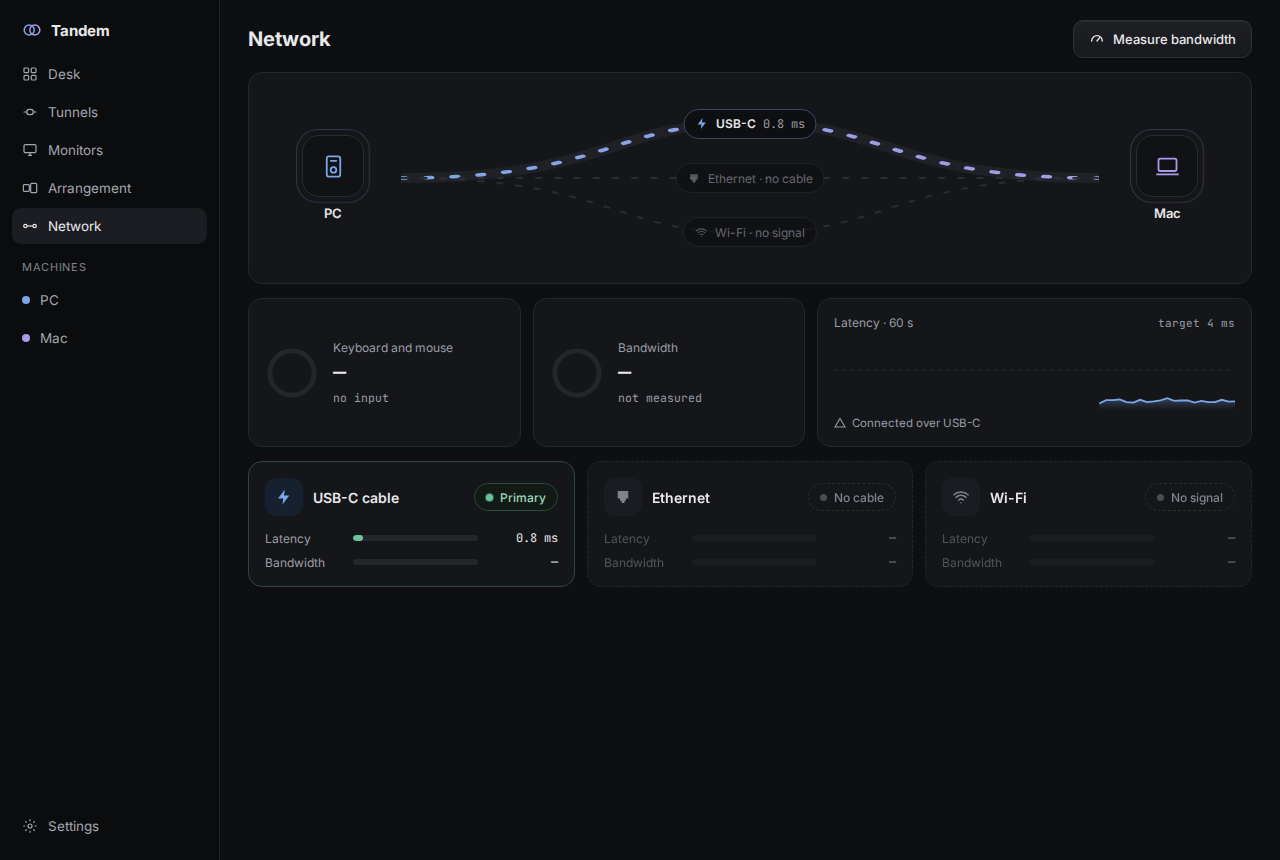 Tandem
Desk
Tunnels
Monitors
Arrangement
Network
MACHINES
PC
Mac
Settings
Network
Measure bandwidth
USB-C 0.8 ms
Ethernet · no cable
Wi-Fi · no signal
PC
Mac
Keyboard and mouse
—
no input
Bandwidth
—
not measured
Latency · 60 s
target 4 ms
Connected over USB-C
USB-C cable
Primary
Latency
0.8 ms
Bandwidth
—
Ethernet
No cable
Latency
—
Bandwidth
—
Wi-Fi
No signal
Latency
—
Bandwidth
—